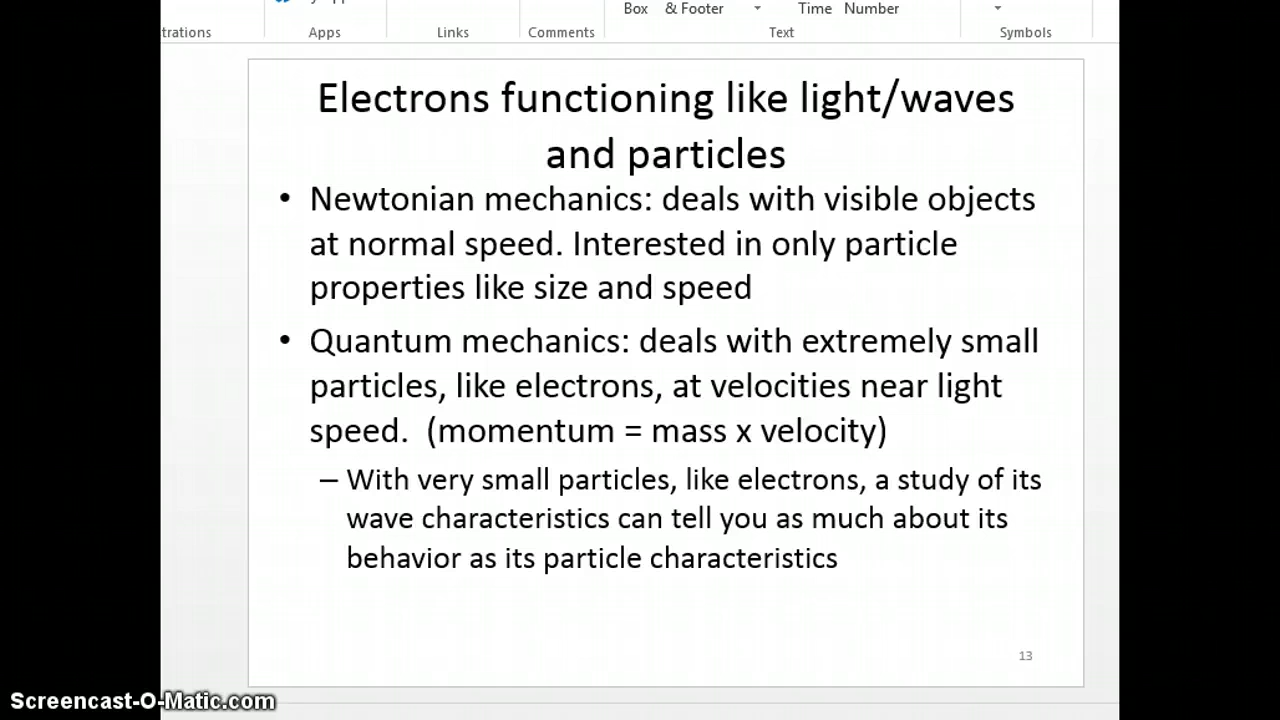 Box & Footer Time Number
trations Apps Links Comments Text Symbols
Electrons functioning like light/waves
and particles
• Newtonian mechanics: deals with visible objects
at normal speed. Interested in only particle
properties like size and speed
• Quantum mechanics: deals with extremely small
particles, like electrons, at velocities near light
speed. (momentum = mass x velocity)
– With very small particles, like electrons, a study of its
wave characteristics can tell you as much about its
behavior as its particle characteristics
13
Screencast-O-Matic.com